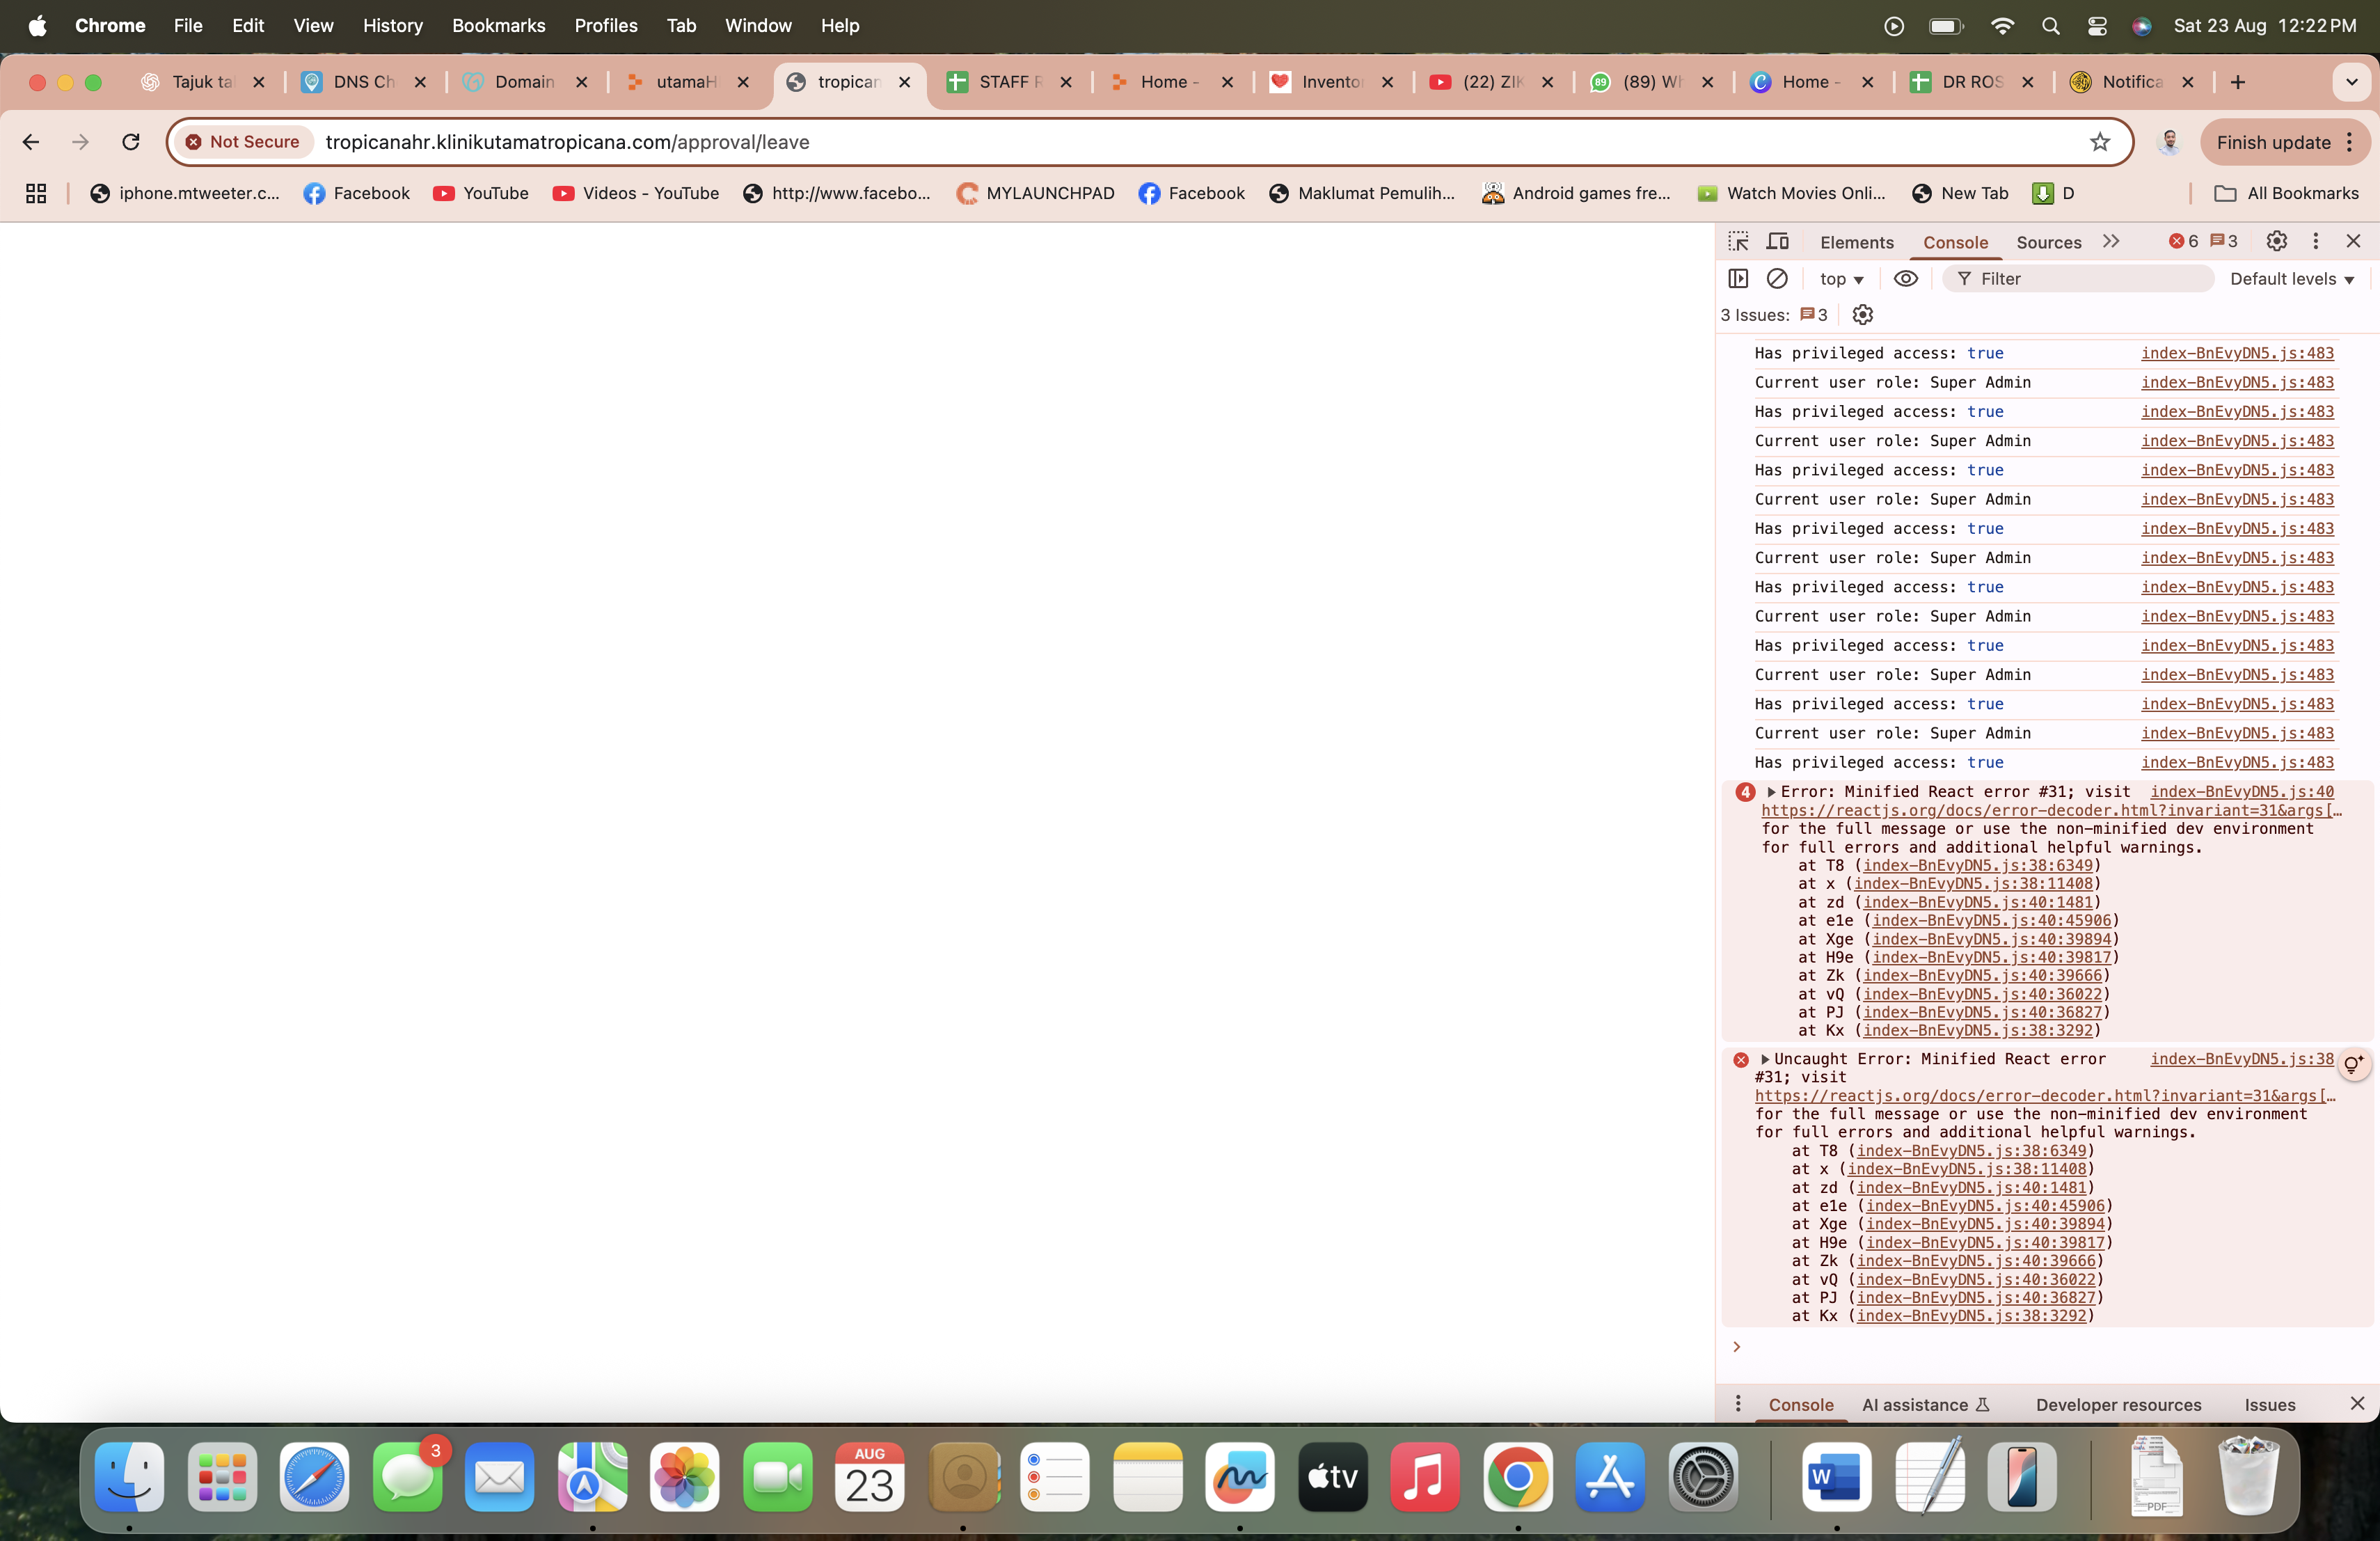 Chrome File Edit View History Bookmarks Profiles Tab Window Help Sat 23 Aug 12:22 PM
Tajuk ta DNS Ch Domain utamaH tropican STAFF R Home - Invento (22) ZIK 89 (89) Wh Home - DR ROS Notifica
Not Secure tropicanahr.klinikutamatropicana.com/approval/leave Finish update
iphone.mtweeter.c... Facebook YouTube Videos - YouTube http://www.facebo... MYLAUNCHPAD Facebook Maklumat Pemulih... Android games fre... Watch Movies Onli... New Tab D All Bookmarks
Elements Console Sources 6 3
top Filter Default levels
3 Issues: 3
Has privileged access: true index-BnEvyDN5.js:483
Current user role: Super Admin index-BnEvyDN5.js:483
Has privileged access: true index-BnEvyDN5.js:483
Current user role: Super Admin index-BnEvyDN5.js:483
Has privileged access: true index-BnEvyDN5.js:483
Current user role: Super Admin index-BnEvyDN5.js:483
Has privileged access: true index-BnEvyDN5.js:483
Current user role: Super Admin index-BnEvyDN5.js:483
Has privileged access: true index-BnEvyDN5.js:483
Current user role: Super Admin index-BnEvyDN5.js:483
Has privileged access: true index-BnEvyDN5.js:483
Current user role: Super Admin index-BnEvyDN5.js:483
Has privileged access: true index-BnEvyDN5.js:483
Current user role: Super Admin index-BnEvyDN5.js:483
Has privileged access: true index-BnEvyDN5.js:483
4 Error: Minified React error #31; visit index-BnEvyDN5.js:40
https://reactjs.org/docs/error-decoder.html?invariant=31&args[…
for the full message or use the non-minified dev environment
for full errors and additional helpful warnings.
at T8 (index-BnEvyDN5.js:38:6349)
at x (index-BnEvyDN5.js:38:11408)
at zd (index-BnEvyDN5.js:40:1481)
at e1e (index-BnEvyDN5.js:40:45906)
at Xge (index-BnEvyDN5.js:40:39894)
at H9e (index-BnEvyDN5.js:40:39817)
at Zk (index-BnEvyDN5.js:40:39666)
at vQ (index-BnEvyDN5.js:40:36022)
at PJ (index-BnEvyDN5.js:40:36827)
at Kx (index-BnEvyDN5.js:38:3292)
Uncaught Error: Minified React error index-BnEvyDN5.js:38
#31; visit
https://reactjs.org/docs/error-decoder.html?invariant=31&args[…
for the full message or use the non-minified dev environment
for full errors and additional helpful warnings.
at T8 (index-BnEvyDN5.js:38:6349)
at x (index-BnEvyDN5.js:38:11408)
at zd (index-BnEvyDN5.js:40:1481)
at e1e (index-BnEvyDN5.js:40:45906)
at Xge (index-BnEvyDN5.js:40:39894)
at H9e (index-BnEvyDN5.js:40:39817)
at Zk (index-BnEvyDN5.js:40:39666)
at vQ (index-BnEvyDN5.js:40:36022)
at PJ (index-BnEvyDN5.js:40:36827)
at Kx (index-BnEvyDN5.js:38:3292)
Console AI assistance Developer resources Issues
3 AUG 23 tv W PDF